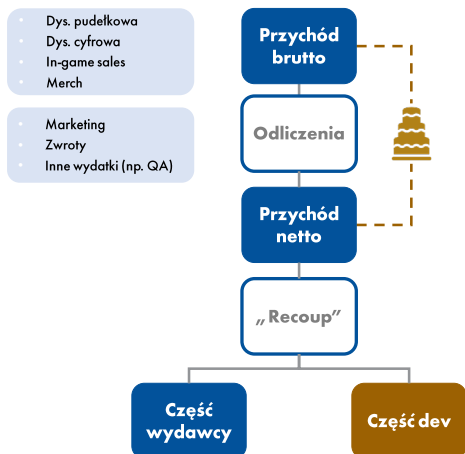 Dys. pudełkowa
Dys. cyfrowa
In-game sales
Merch
Marketing
Zwroty
Inne wydatki (np. QA)
Przychód
brutto
Odliczenia
Przychód
netto
„Recoup”
Część
wydawcy
Część dev